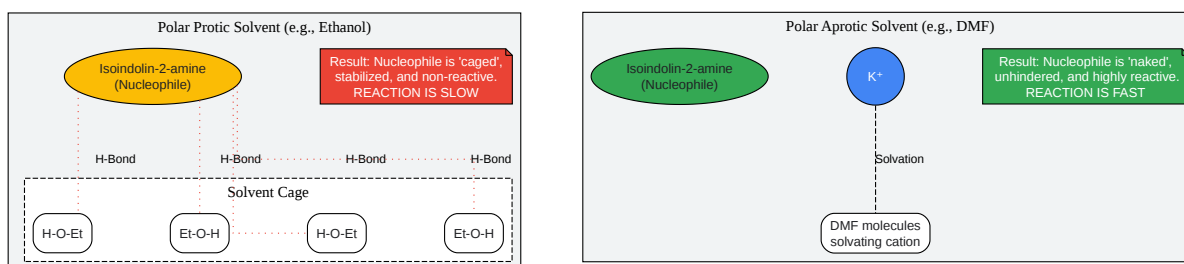 Polar Protic Solvent (e.g., Ethanol)
Isoindolin-2-amine
(Nucleophile)
Result: Nucleophile is 'caged',
stabilized, and non-reactive.
REACTION IS SLOW
H-Bond
H-Bond
H-Bond
H-Bond
Solvent Cage
H-O-Et
Et-O-H
H-O-Et
Et-O-H
Polar Aprotic Solvent (e.g., DMF)
Isoindolin-2-amine
(Nucleophile)
K⁺
Result: Nucleophile is 'naked',
unhindered, and highly reactive.
REACTION IS FAST
Solvation
DMF molecules
solvating cation